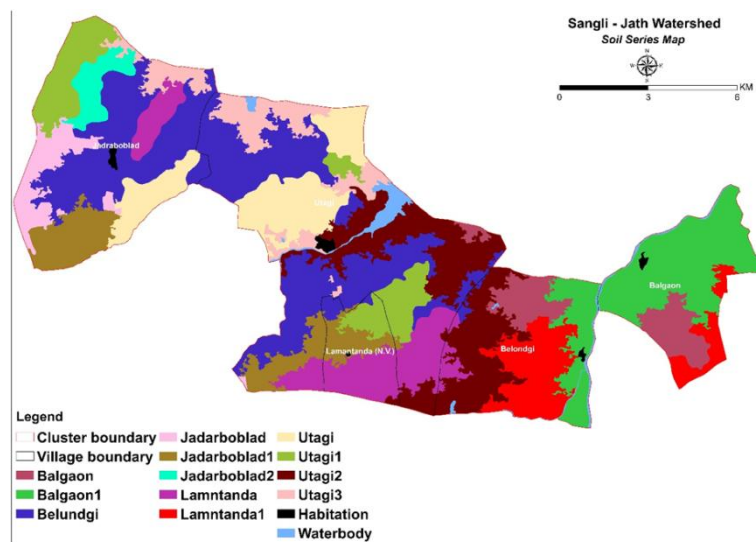 Sangli - Jath Watershed
Soil Series Map
N
W
E
S
KM
0 3 6
Jadraboblad
Utagi
Balgaon
Belondgi
Lamantanda (N.V.)
Legend
Cluster boundary
Village boundary
Balgaon
Balgaon1
Belundgi
Jadarboblad
Jadarboblad1
Jadarboblad2
Lamntanda
Lamntanda1
Utagi
Utagi1
Utagi2
Utagi3
Habitation
Waterbody